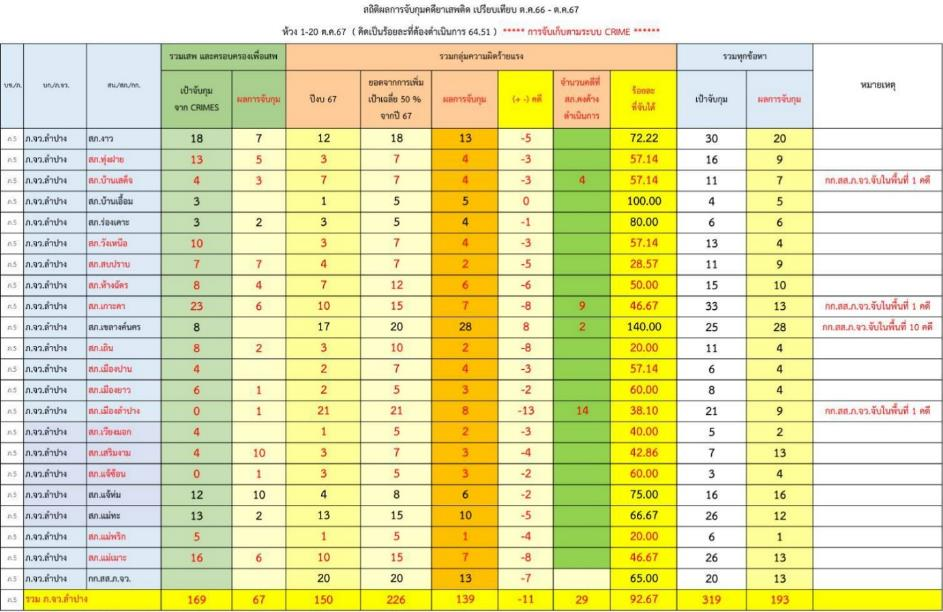 สถิติผลการจับกุมคดียาเสพติด เปรียบเทียบ ต.ค.66 - ต.ค.67
ห้วง 1-20 ต.ค.67 ( คิดเป็นร้อยละที่ต้องดำเนินการ 64.51 ) ***** การจับเก็บตามระบบ CRIME ******
บช./ภ. บก./ภ.จว. สน./สภ./กก. รวมเสพ และครอบครองเพื่อเสพ รวมกลุ่มความผิดร้ายแรง รวมทุกข้อหา หมายเหตุ
เป้าจับกุม จาก CRIMES ผลการจับกุม ปีงบ 67 ยอดจากการเพิ่ม เป้าเฉลี่ย 50 % จากปี 67 ผลการจับกุม (+ -) คดี จำนวนคดีที่ สภ.คงค้าง ดำเนินการ ร้อยละ ที่จับได้ เป้าจับกุม ผลการจับกุม
ภ.5 ภ.จว.ลำปาง สภ.งาว 18 7 12 18 13 -5 72.22 30 20
ภ.5 ภ.จว.ลำปาง สภ.ทุ่งฝาย 13 5 3 7 4 -3 57.14 16 9
ภ.5 ภ.จว.ลำปาง สภ.บ้านเสด็จ 4 3 7 7 4 -3 4 57.14 11 7 กก.สส.ภ.จว.จับในพื้นที่ 1 คดี
ภ.5 ภ.จว.ลำปาง สภ.บ้านเอื้อม 3 1 5 5 0 100.00 4 5
ภ.5 ภ.จว.ลำปาง สภ.ร่องเคาะ 3 2 3 5 4 -1 80.00 6 6
ภ.5 ภ.จว.ลำปาง สภ.วังเหนือ 10 3 7 4 -3 57.14 13 4
ภ.5 ภ.จว.ลำปาง สภ.สบปราบ 7 7 4 7 2 -5 28.57 11 9
ภ.5 ภ.จว.ลำปาง สภ.ห้างฉัตร 8 4 7 12 6 -6 50.00 15 10
ภ.5 ภ.จว.ลำปาง สภ.เกาะคา 23 6 10 15 7 -8 9 46.67 33 13 กก.สส.ภ.จว.จับในพื้นที่ 1 คดี
ภ.5 ภ.จว.ลำปาง สภ.เขลางค์นคร 8 17 20 28 8 2 140.00 25 28 กก.สส.ภ.จว.จับในพื้นที่ 10 คดี
ภ.5 ภ.จว.ลำปาง สภ.เถิน 8 2 3 10 2 -8 20.00 11 4
ภ.5 ภ.จว.ลำปาง สภ.เมืองปาน 4 2 7 4 -3 57.14 6 4
ภ.5 ภ.จว.ลำปาง สภ.เมืองยาว 6 1 2 5 3 -2 60.00 8 4
ภ.5 ภ.จว.ลำปาง สภ.เมืองลำปาง 0 1 21 21 8 -13 14 38.10 21 9 กก.สส.ภ.จว.จับในพื้นที่ 1 คดี
ภ.5 ภ.จว.ลำปาง สภ.เวียงมอก 4 1 5 2 -3 40.00 5 2
ภ.5 ภ.จว.ลำปาง สภ.เสริมงาม 4 10 3 7 3 -4 42.86 7 13
ภ.5 ภ.จว.ลำปาง สภ.แจ้ซ้อน 0 1 3 5 3 -2 60.00 3 4
ภ.5 ภ.จว.ลำปาง สภ.แจ้ห่ม 12 10 4 8 6 -2 75.00 16 16
ภ.5 ภ.จว.ลำปาง สภ.แม่ทะ 13 2 13 15 10 -5 66.67 26 12
ภ.5 ภ.จว.ลำปาง สภ.แม่พริก 5 1 5 1 -4 20.00 6 1
ภ.5 ภ.จว.ลำปาง สภ.แม่เมาะ 16 6 10 15 7 -8 46.67 26 13
ภ.5 ภ.จว.ลำปาง กก.สส.ภ.จว. 20 20 13 -7 65.00 20 13
ภ.5 รวม ภ.จว.ลำปาง 169 67 150 226 139 -11 29 92.67 319 193